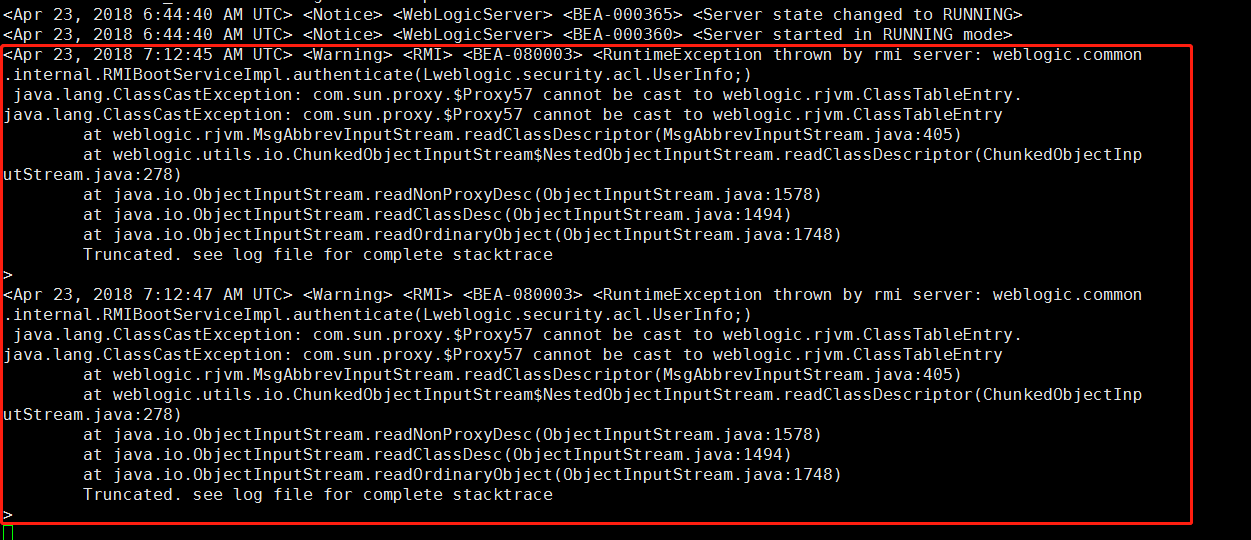 <Apr 23, 2018 6:44:40 AM UTC> <Notice> <WebLogicServer> <BEA-000365> <Server state changed to RUNNING>
<Apr 23, 2018 6:44:40 AM UTC> <Notice> <WebLogicServer> <BEA-000360> <Server started in RUNNING mode>
<Apr 23, 2018 7:12:45 AM UTC> <Warning> <RMI> <BEA-080003> <RuntimeException thrown by rmi server: weblogic.common
.internal.RMIBootServiceImpl.authenticate(Lweblogic.security.acl.UserInfo;)
 java.lang.ClassCastException: com.sun.proxy.$Proxy57 cannot be cast to weblogic.rjvm.ClassTableEntry.
java.lang.ClassCastException: com.sun.proxy.$Proxy57 cannot be cast to weblogic.rjvm.ClassTableEntry
        at weblogic.rjvm.MsgAbbrevInputStream.readClassDescriptor(MsgAbbrevInputStream.java:405)
        at weblogic.utils.io.ChunkedObjectInputStream$NestedObjectInputStream.readClassDescriptor(ChunkedObjectInp
utStream.java:278)
        at java.io.ObjectInputStream.readNonProxyDesc(ObjectInputStream.java:1578)
        at java.io.ObjectInputStream.readClassDesc(ObjectInputStream.java:1494)
        at java.io.ObjectInputStream.readOrdinaryObject(ObjectInputStream.java:1748)
        Truncated. see log file for complete stacktrace
>
<Apr 23, 2018 7:12:47 AM UTC> <Warning> <RMI> <BEA-080003> <RuntimeException thrown by rmi server: weblogic.common
.internal.RMIBootServiceImpl.authenticate(Lweblogic.security.acl.UserInfo;)
 java.lang.ClassCastException: com.sun.proxy.$Proxy57 cannot be cast to weblogic.rjvm.ClassTableEntry.
java.lang.ClassCastException: com.sun.proxy.$Proxy57 cannot be cast to weblogic.rjvm.ClassTableEntry
        at weblogic.rjvm.MsgAbbrevInputStream.readClassDescriptor(MsgAbbrevInputStream.java:405)
        at weblogic.utils.io.ChunkedObjectInputStream$NestedObjectInputStream.readClassDescriptor(ChunkedObjectInp
utStream.java:278)
        at java.io.ObjectInputStream.readNonProxyDesc(ObjectInputStream.java:1578)
        at java.io.ObjectInputStream.readClassDesc(ObjectInputStream.java:1494)
        at java.io.ObjectInputStream.readOrdinaryObject(ObjectInputStream.java:1748)
        Truncated. see log file for complete stacktrace
>